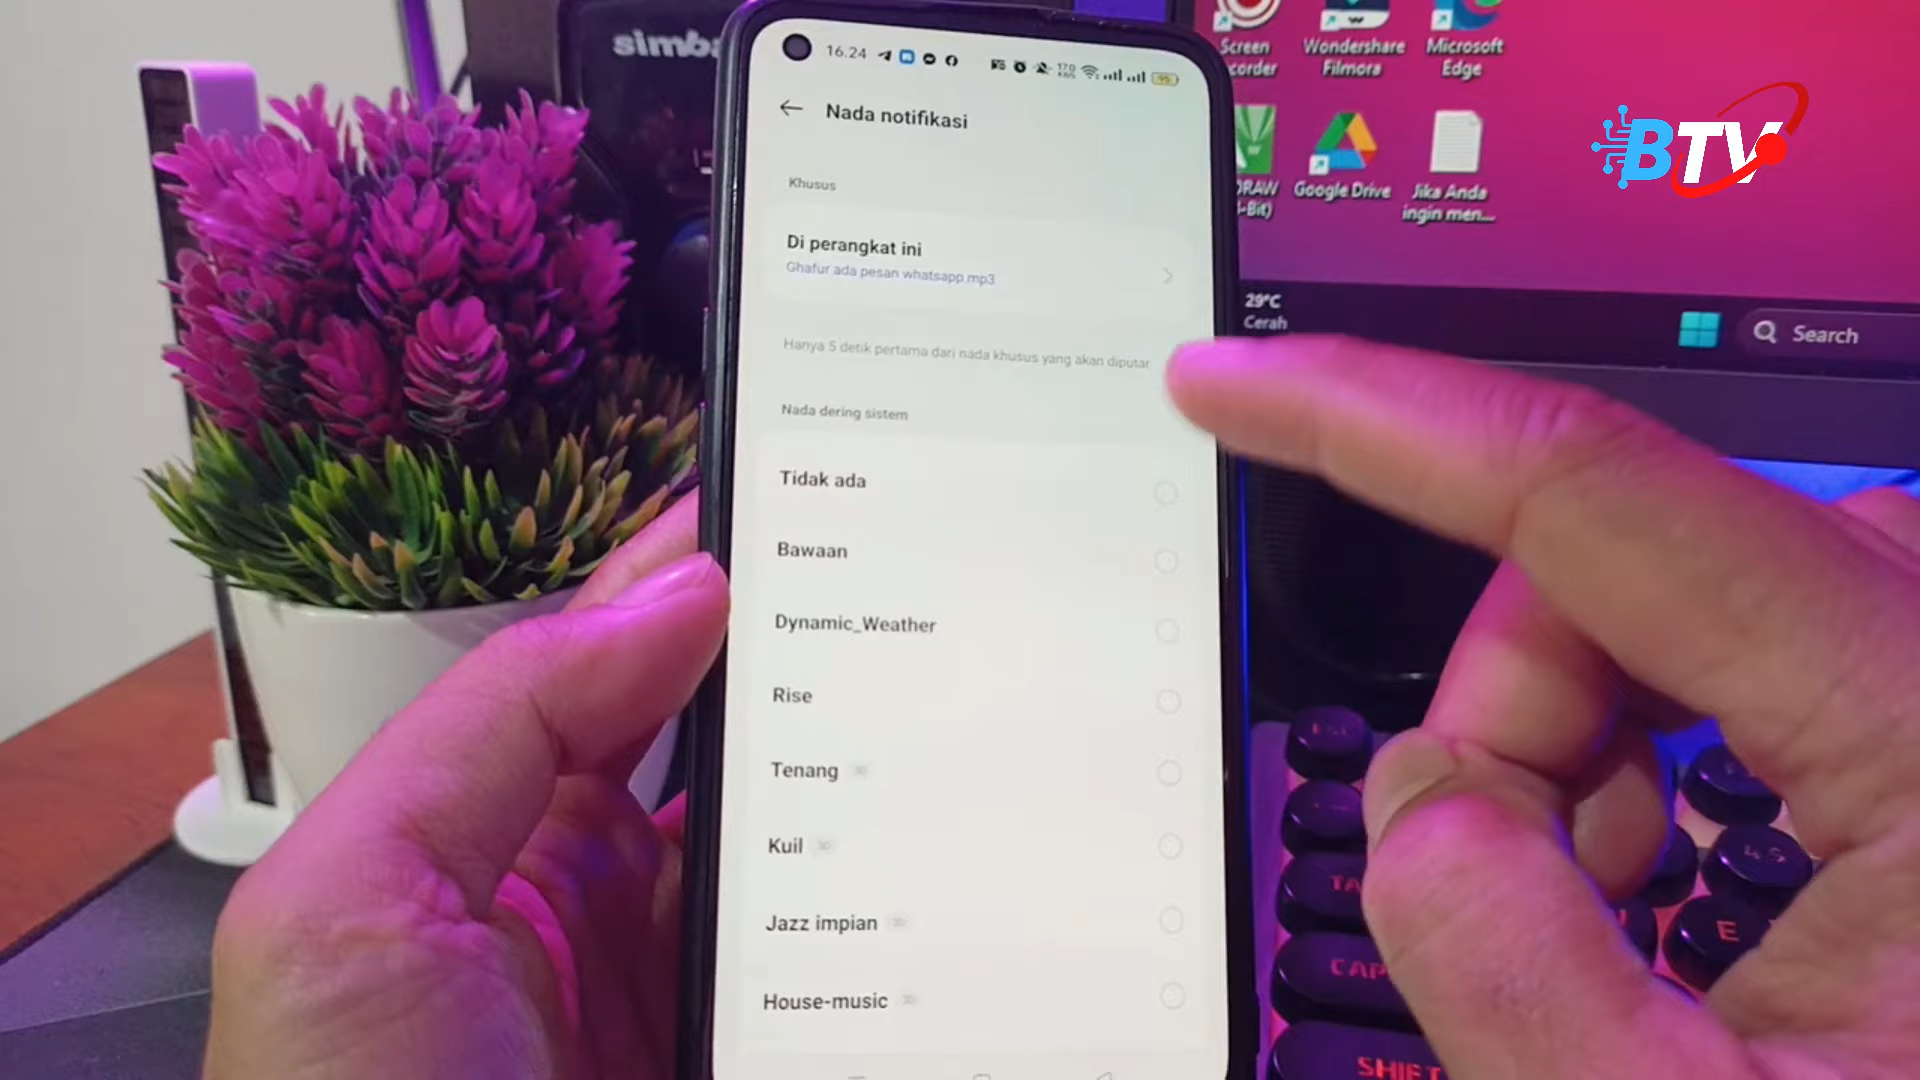 simba
16.24
Nada notifikasi
Khusus
Di perangkat ini
Ghafur ada pesan whatsapp.mp3
Hanya 5 detik pertama dari nada khusus yang akan diputar
Nada dering sistem
Tidak ada
Bawaan
Dynamic_Weather
Rise
Tenang
Kuil
Jazz impian
House-music
Screen
corder
Wondershare
Filmora
Microsoft
Edge
DRAW
-Bit)
Google Drive
Jika Anda
ingin men...
BTV
29°C
Cerah
Search
ESC
TA
CAP
SHIFT
E